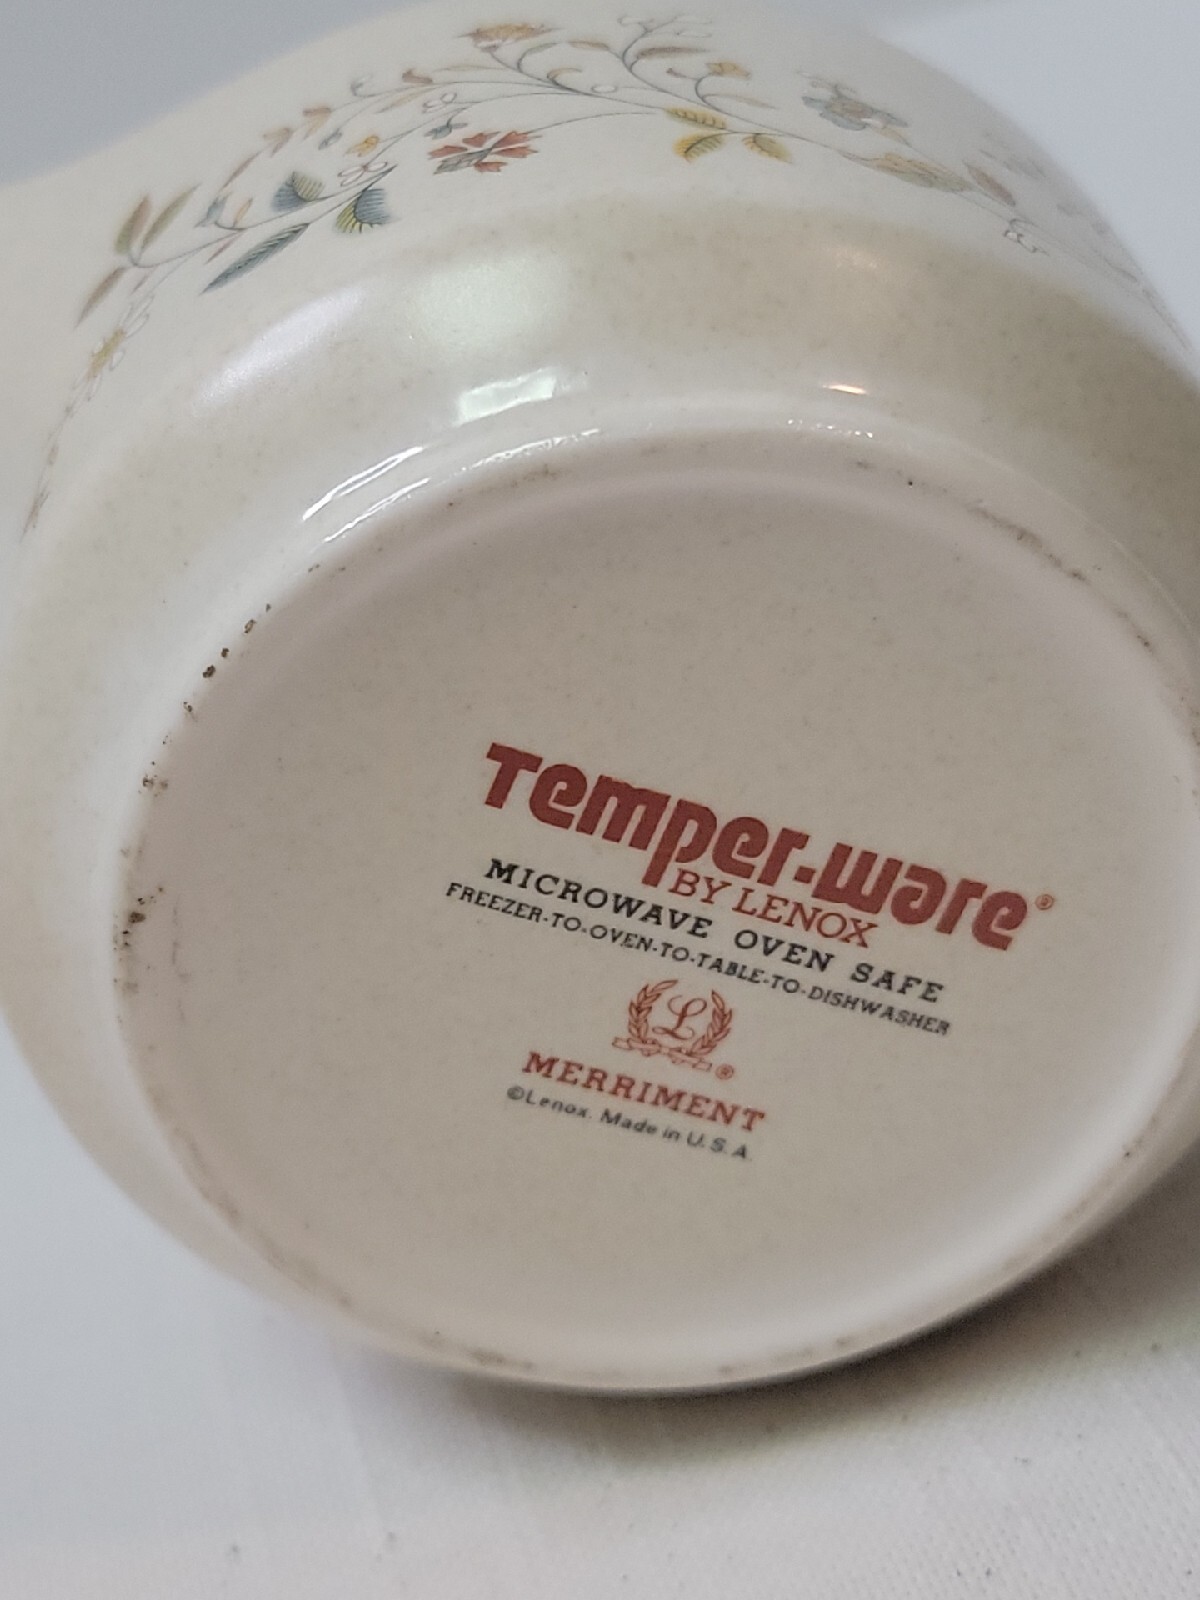 Temper-ware®
BY LENOX
MICROWAVE OVEN SAFE
FREEZER-TO-OVEN-TO-TABLE-TO-DISHWASHER
L
®
MERRIMENT
©Lenox. Made in U.S.A.